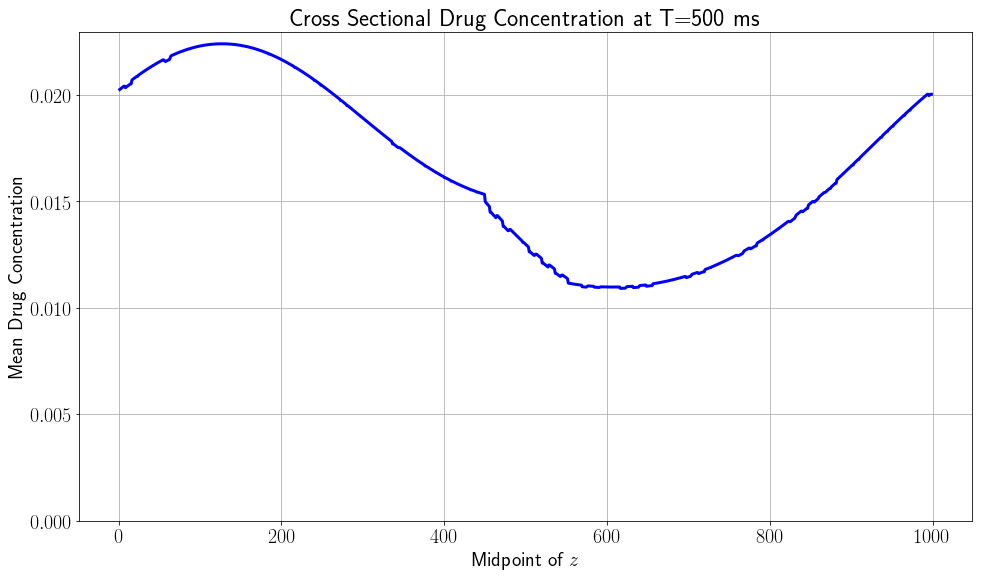 Cross Sectional Drug Concentration at T=500 ms
Mean Drug Concentration
0.020
0.015
0.010
0.005
0.000
0 200 400 600 800 1000
Midpoint of z